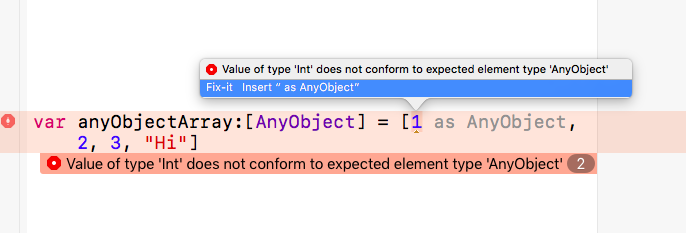 Value of type 'Int' does not conform to expected element type 'AnyObject'
Fix-it Insert " as AnyObject"
var anyObjectArray:[AnyObject] = [1 as AnyObject,
2, 3, "Hi"]
Value of type 'Int' does not conform to expected element type 'AnyObject' 2